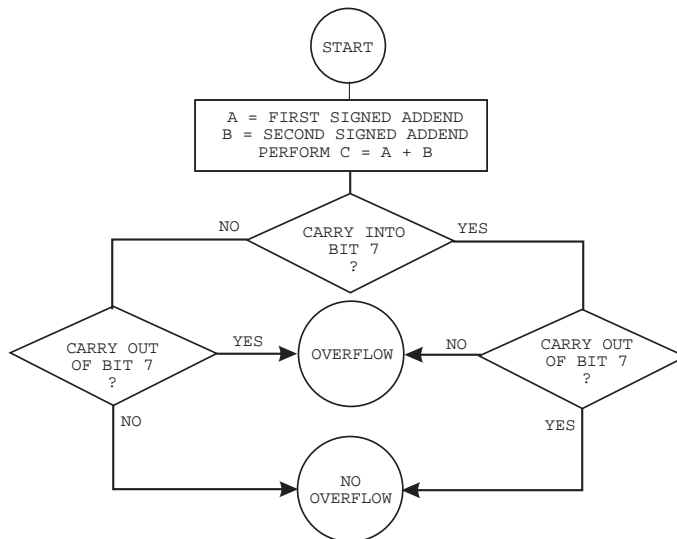 START
A = FIRST SIGNED ADDEND
B = SECOND SIGNED ADDEND
PERFORM C = A + B
NO
CARRY INTO
BIT 7
?
YES
CARRY OUT
OF BIT 7
?
YES
OVERFLOW
NO
CARRY OUT
OF BIT 7
?
NO
YES
NO
OVERFLOW